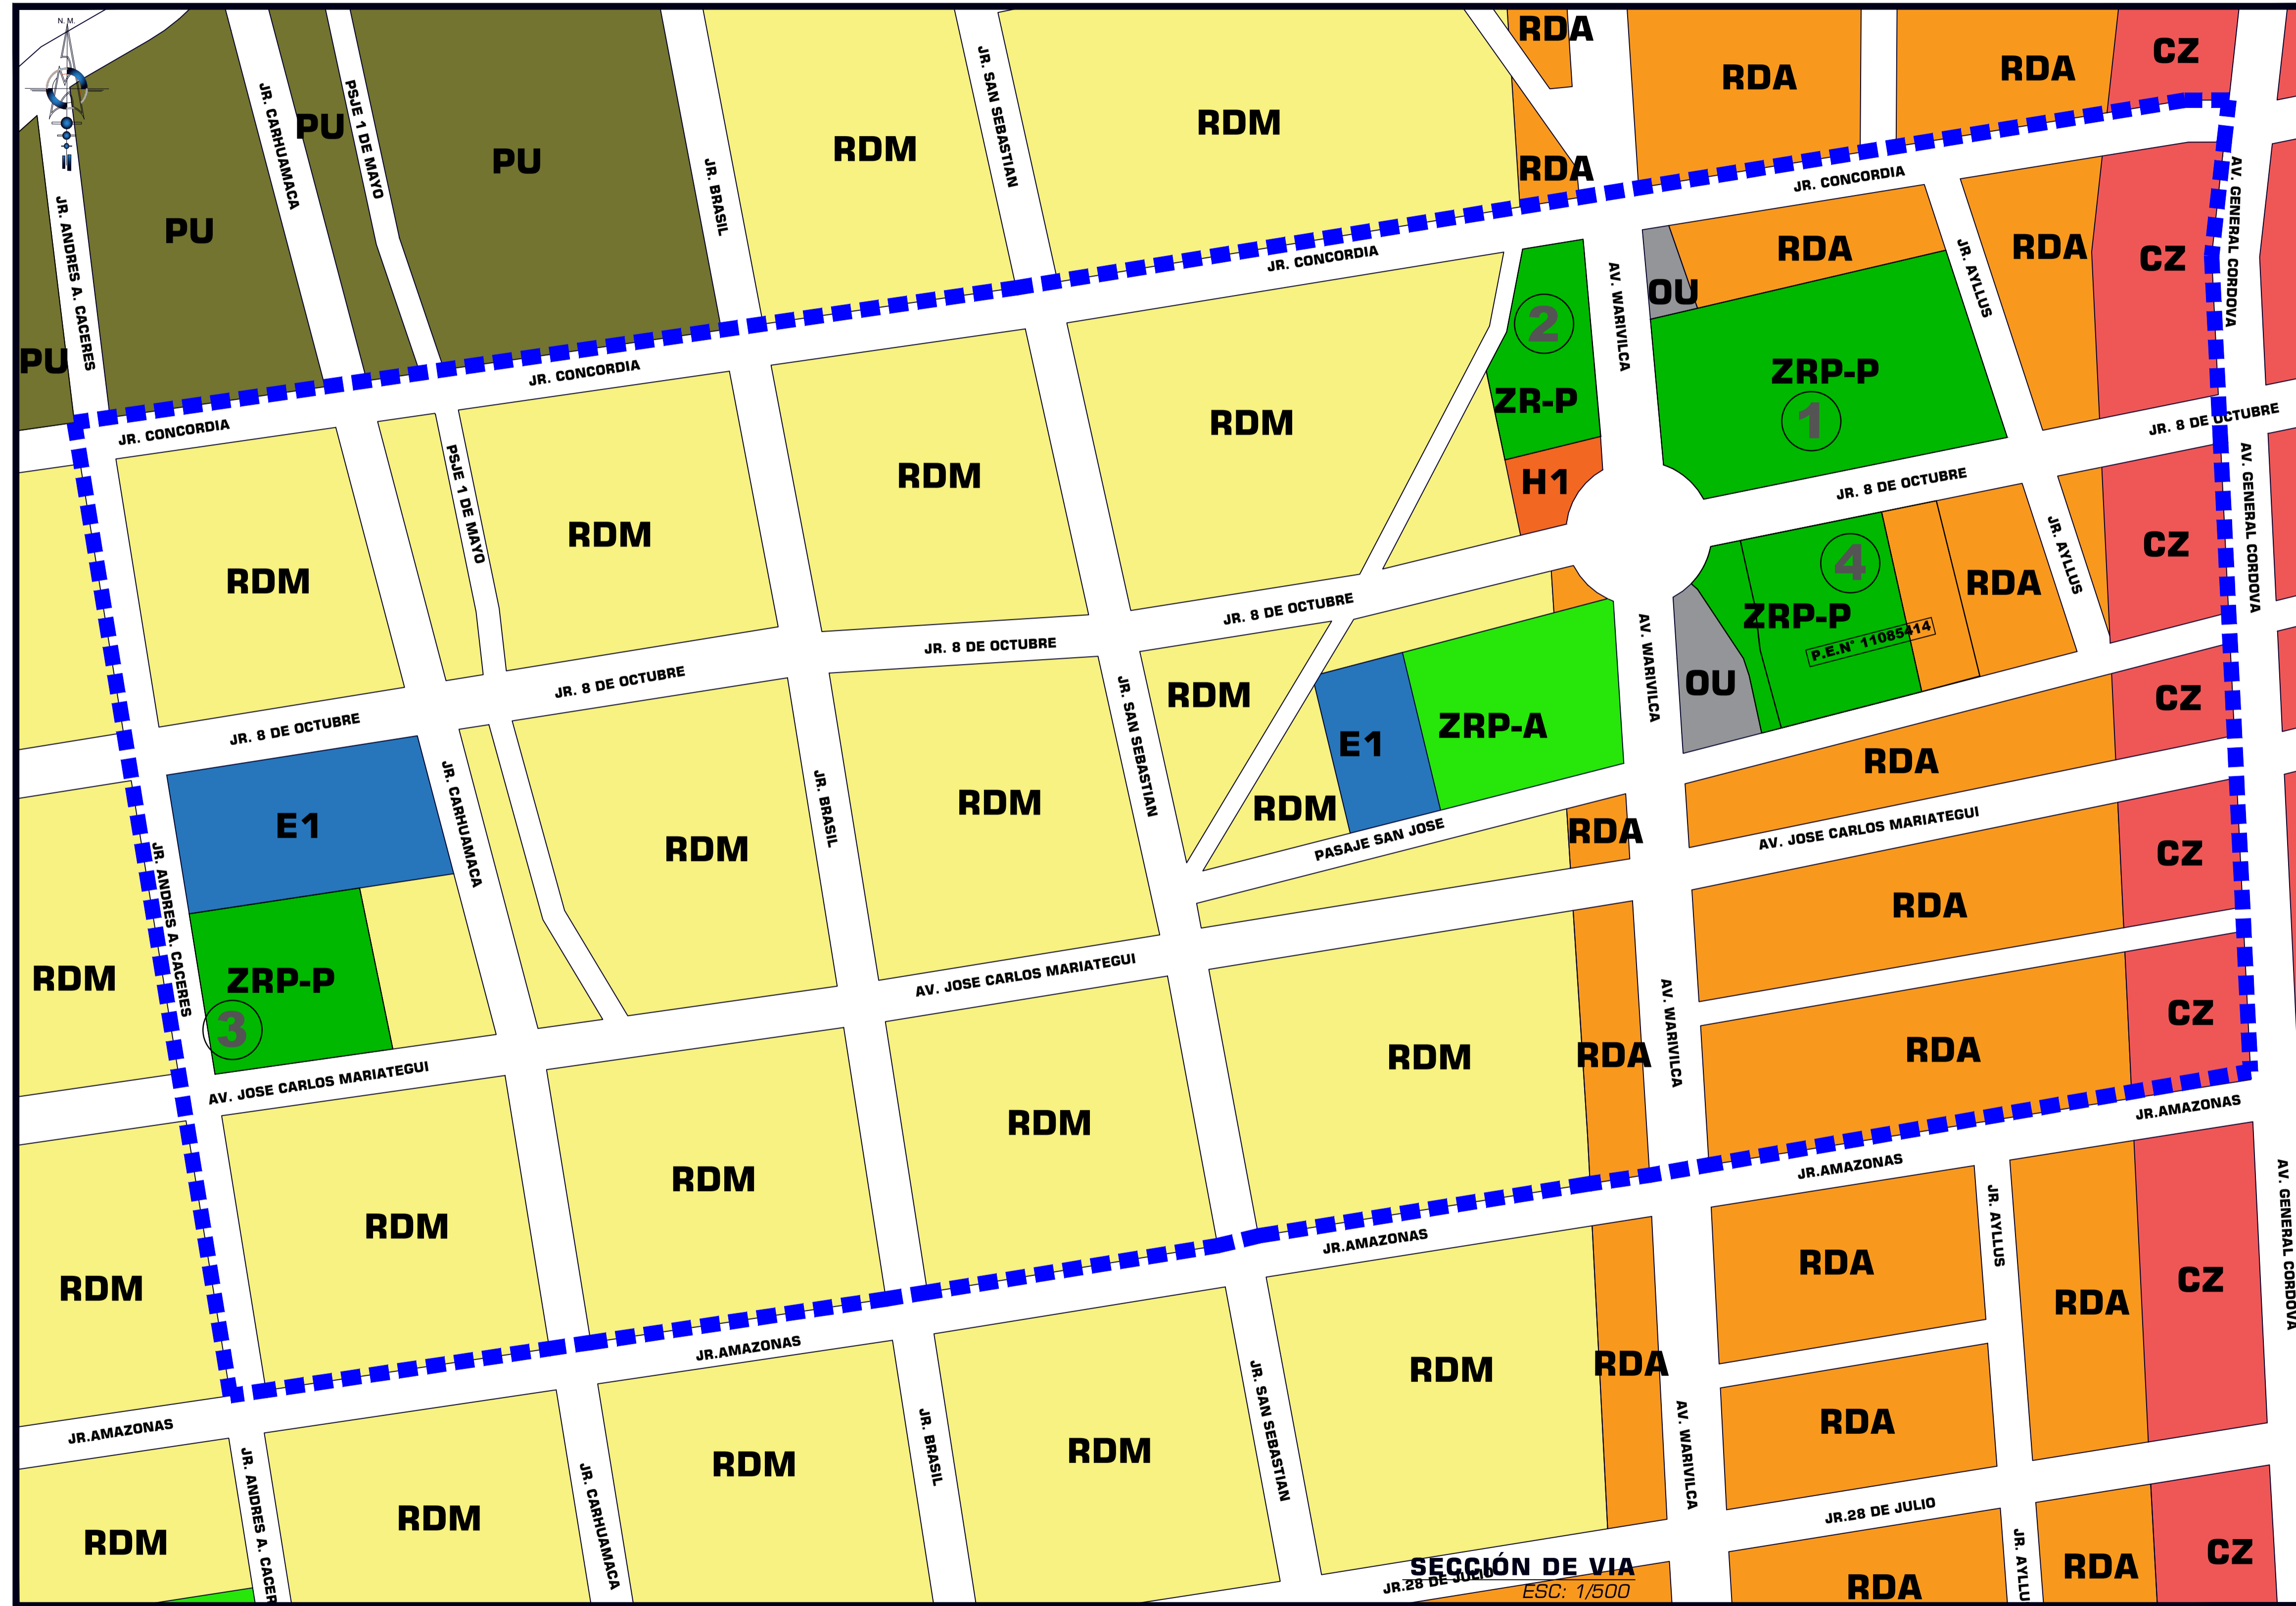 N. M.
RDA
CZ
RDA
RDA
PU
RDM
RDM
PU
RDA
PU
JR. CARHUAMACA
PSJE 1 DE MAYO
JR. BRASIL
JR. SAN SEBASTIAN
JR. CONCORDIA
AV. GENERAL CORDOVA
JR. ANDRES A. CACERES
PU
JR. CONCORDIA
OU
RDA
JR. AYLLUS
RDA
CZ
AV. WARIVILCA
2
ZR-P
ZRP-P
1
JR. CONCORDIA
JR. CONCORDIA
RDM
JR. 8 DE OCTUBRE
RDM
H1
JR. 8 DE OCTUBRE
AV. GENERAL CORDOVA
PSJE 1 DE MAYO
RDM
RDM
4
ZRP-P
P.E.N° 11085414
RDA
JR. AYLLUS
CZ
JR. 8 DE OCTUBRE
JR. 8 DE OCTUBRE
JR. 8 DE OCTUBRE
JR. 8 DE OCTUBRE
RDM
E1
ZRP-A
AV. WARIVILCA
OU
CZ
RDA
E1
JR. CARHUAMACA
RDM
JR. BRASIL
RDM
JR. SAN SEBASTIAN
RDM
PASAJE SAN JOSE
RDA
AV. JOSE CARLOS MARIATEGUI
CZ
RDA
JR. ANDRES A. CACERES
RDM
ZRP-P
3
AV. JOSE CARLOS MARIATEGUI
AV. JOSE CARLOS MARIATEGUI
RDM
RDA
AV. WARIVILCA
RDA
CZ
RDM
RDM
RDM
RDM
JR.AMAZONAS
JR.AMAZONAS
JR.AMAZONAS
JR.AMAZONAS
JR.AMAZONAS
RDA
JR. AYLLUS
RDA
CZ
AV. GENERAL CORDOVA
RDM
RDA
RDA
AV. WARIVILCA
RDM
JR. ANDRES A. CACER
RDM
JR. CARHUAMACA
RDM
JR. BRASIL
RDM
JR. SAN SEBASTIAN
JR.28 DE JULIO
JR.28 DE JULIO
SECCIÓN DE VIA
ESC: 1/500
RDA
JR. AYLLU
RDA
CZ